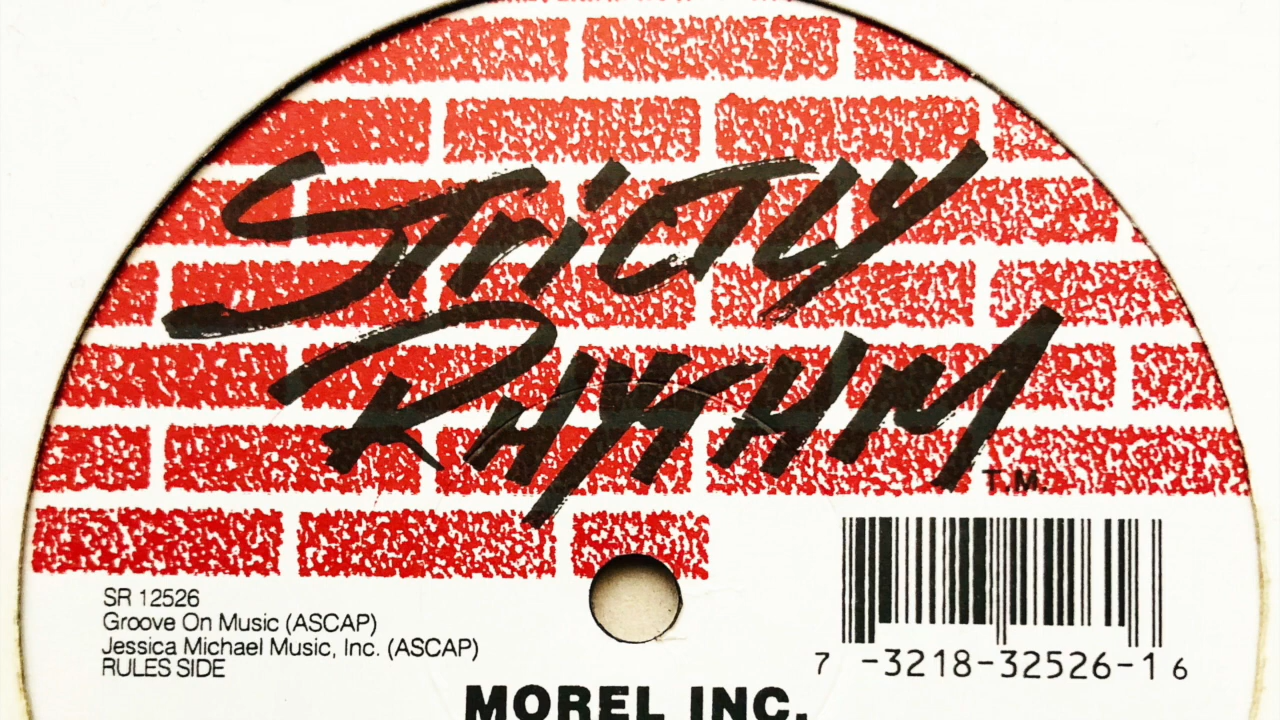 STRICTLY
RHYTHM
T.M.
SR 12526
Groove On Music (ASCAP)
Jessica Michael Music, Inc. (ASCAP)
RULES SIDE
7 -3218-32526-1 6
MOREL INC.